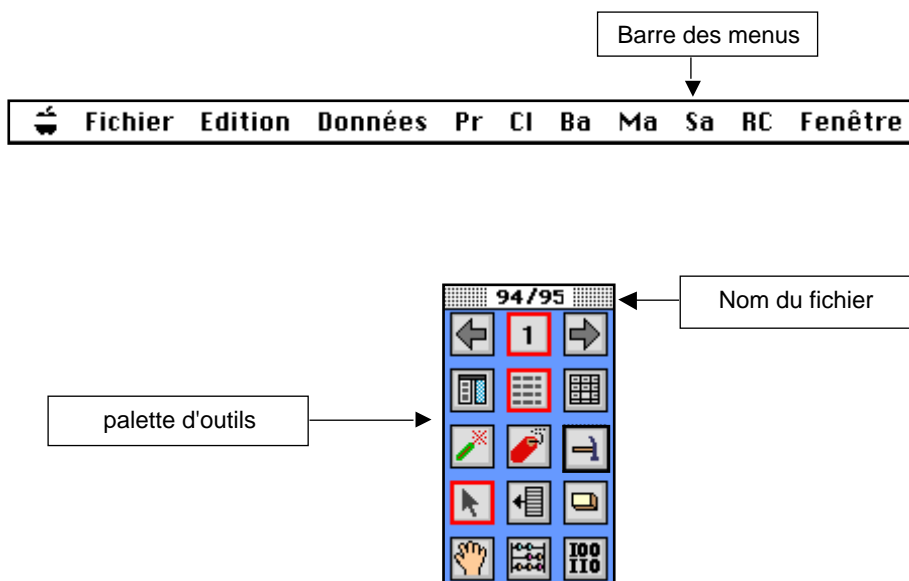 Barre des menus
Fichier Edition Données Pr Cl Ba Ma Sa RC Fenêtre
94/95
Nom du fichier
1
palette d'outils
100
110